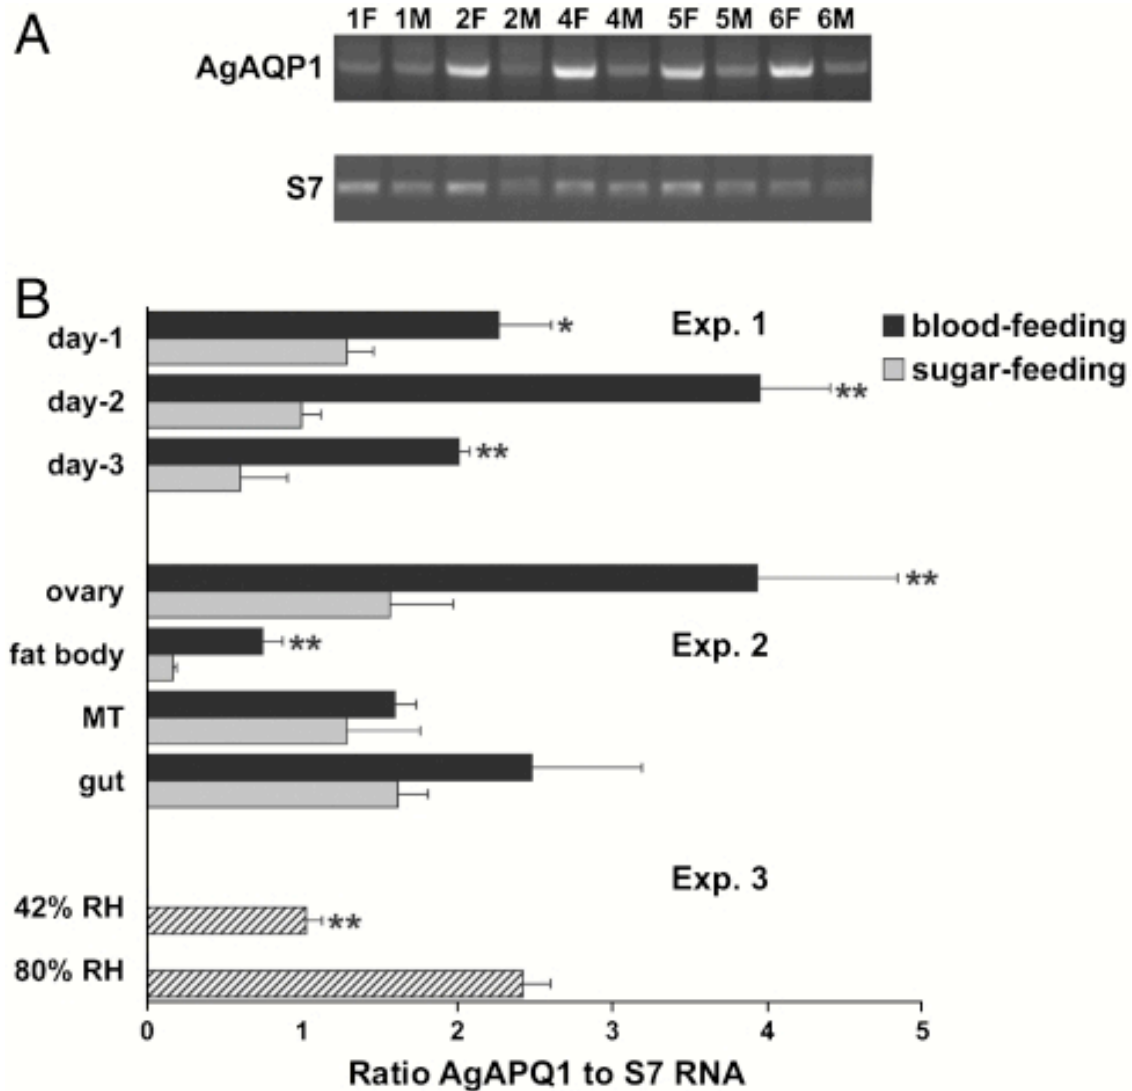 A
1F 1M 2F 2M 4F 4M 5F 5M 6F 6M
AgAQP1
S7
B
day-1 * Exp. 1
blood-feeding
sugar-feeding
day-2 **
day-3 **
ovary **
fat body ** Exp. 2
MT
gut
Exp. 3
42% RH **
80% RH
0 1 2 3 4 5
Ratio AgAPQ1 to S7 RNA